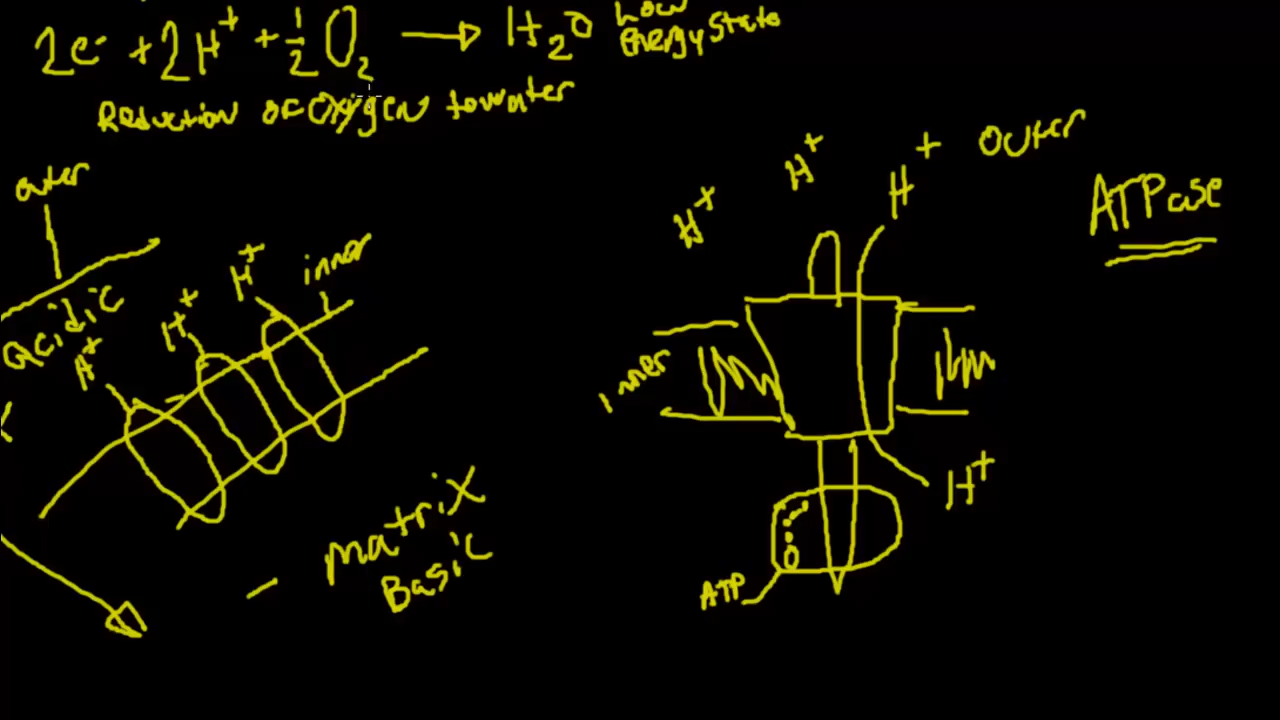 2e- + 2H+ + 1/2 O2 → H2O Low
Energy State
Reduction of Oxygen to water
outer
acidic
H+
H+
H+
inner
Matrix
Basic
H+
H+
H+
outer
ATPase
inner
H+
ATP